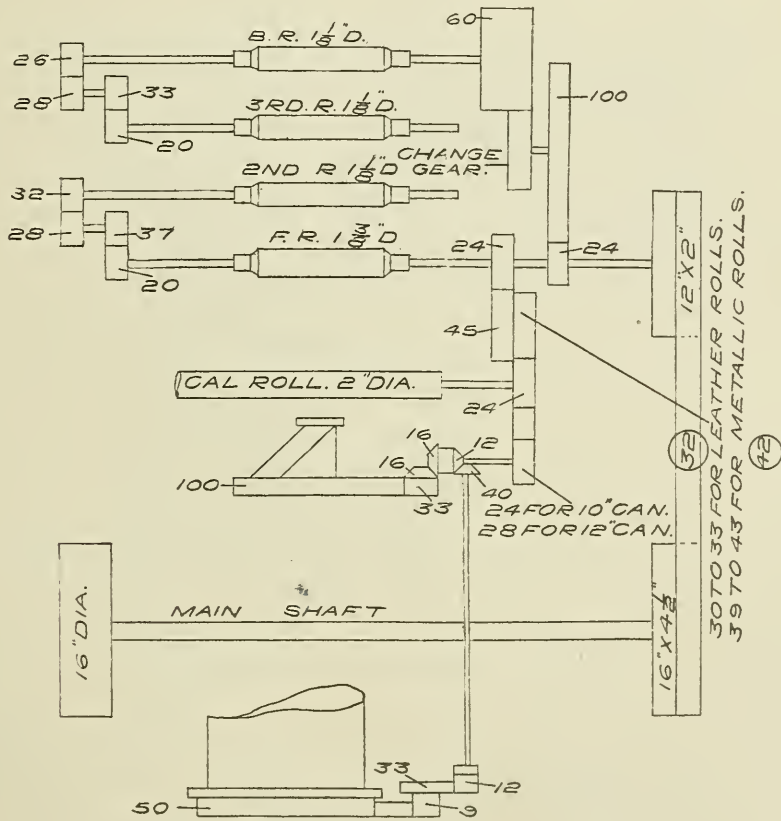 B. R. 1 1/8" D.
60
26
28
33
3RD. R. 1 1/8" D.
20
100
CHANGE GEAR.
2ND R 1 1/8" D
32
28
37
F. R. 1 3/8" D
20
24
24
12"X2"
45
CAL ROLL. 2" DIA.
24
16
12
16
100
33
40
24 FOR 10" CAN.
28 FOR 12" CAN.
30 TO 33 FOR LEATHER ROLLS.
39 TO 43 FOR METALLIC ROLLS.
32
42
16" DIA.
MAIN SHAFT
16"X4 1/2"
33
12
50
9